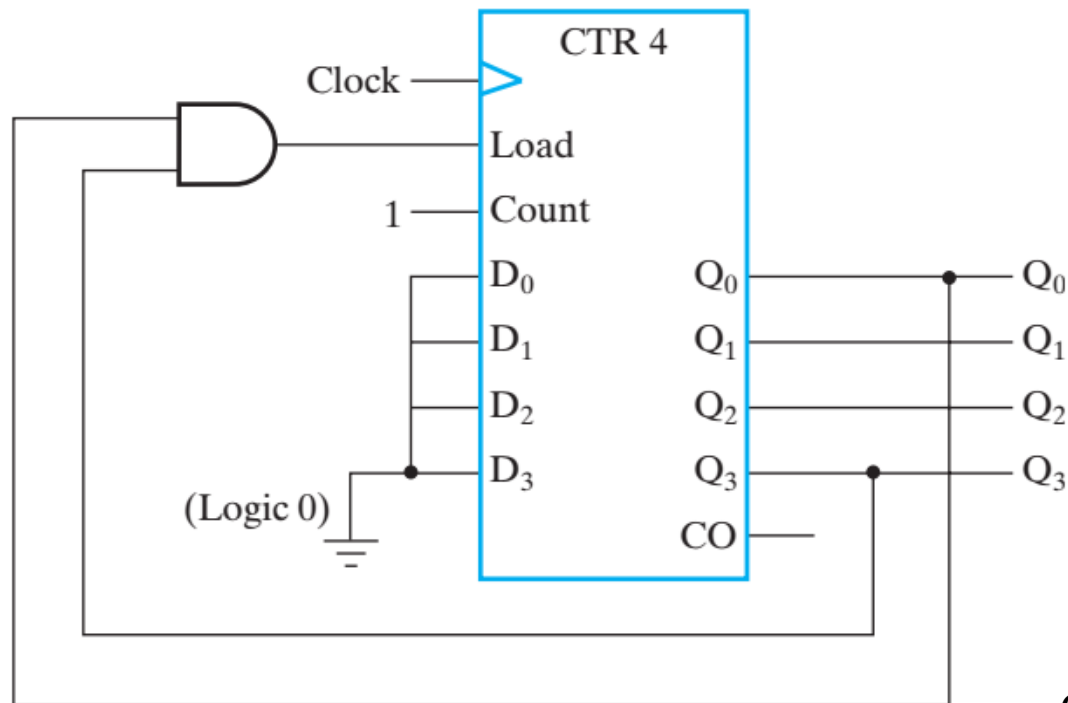 CTR 4
Clock
Load
1 Count
D₀ Q₀ Q₀
D₁ Q₁ Q₁
D₂ Q₂ Q₂
D₃ Q₃ Q₃
(Logic 0)
CO